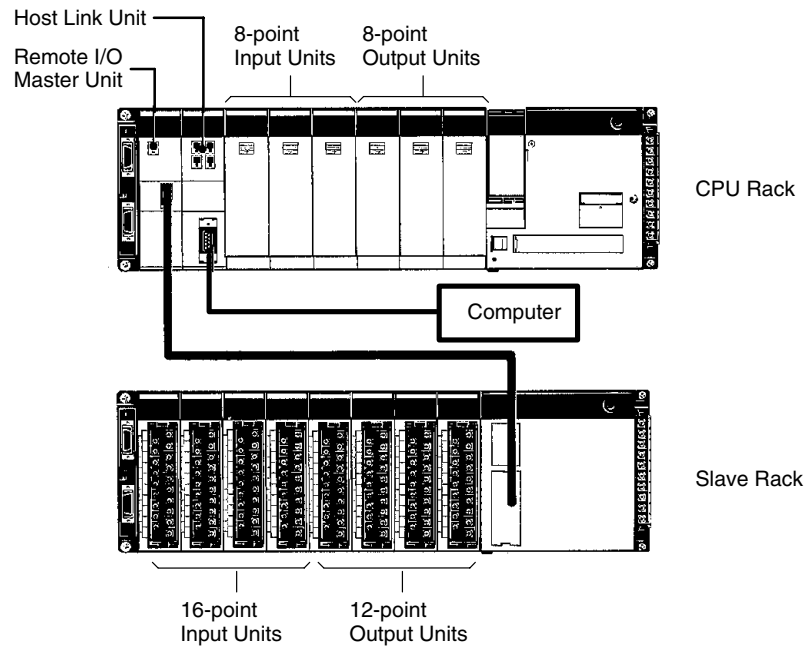 Host Link Unit
Remote I/O
Master Unit
8-point
Input Units
8-point
Output Units
CPU Rack
Computer
Slave Rack
16-point
Input Units
12-point
Output Units